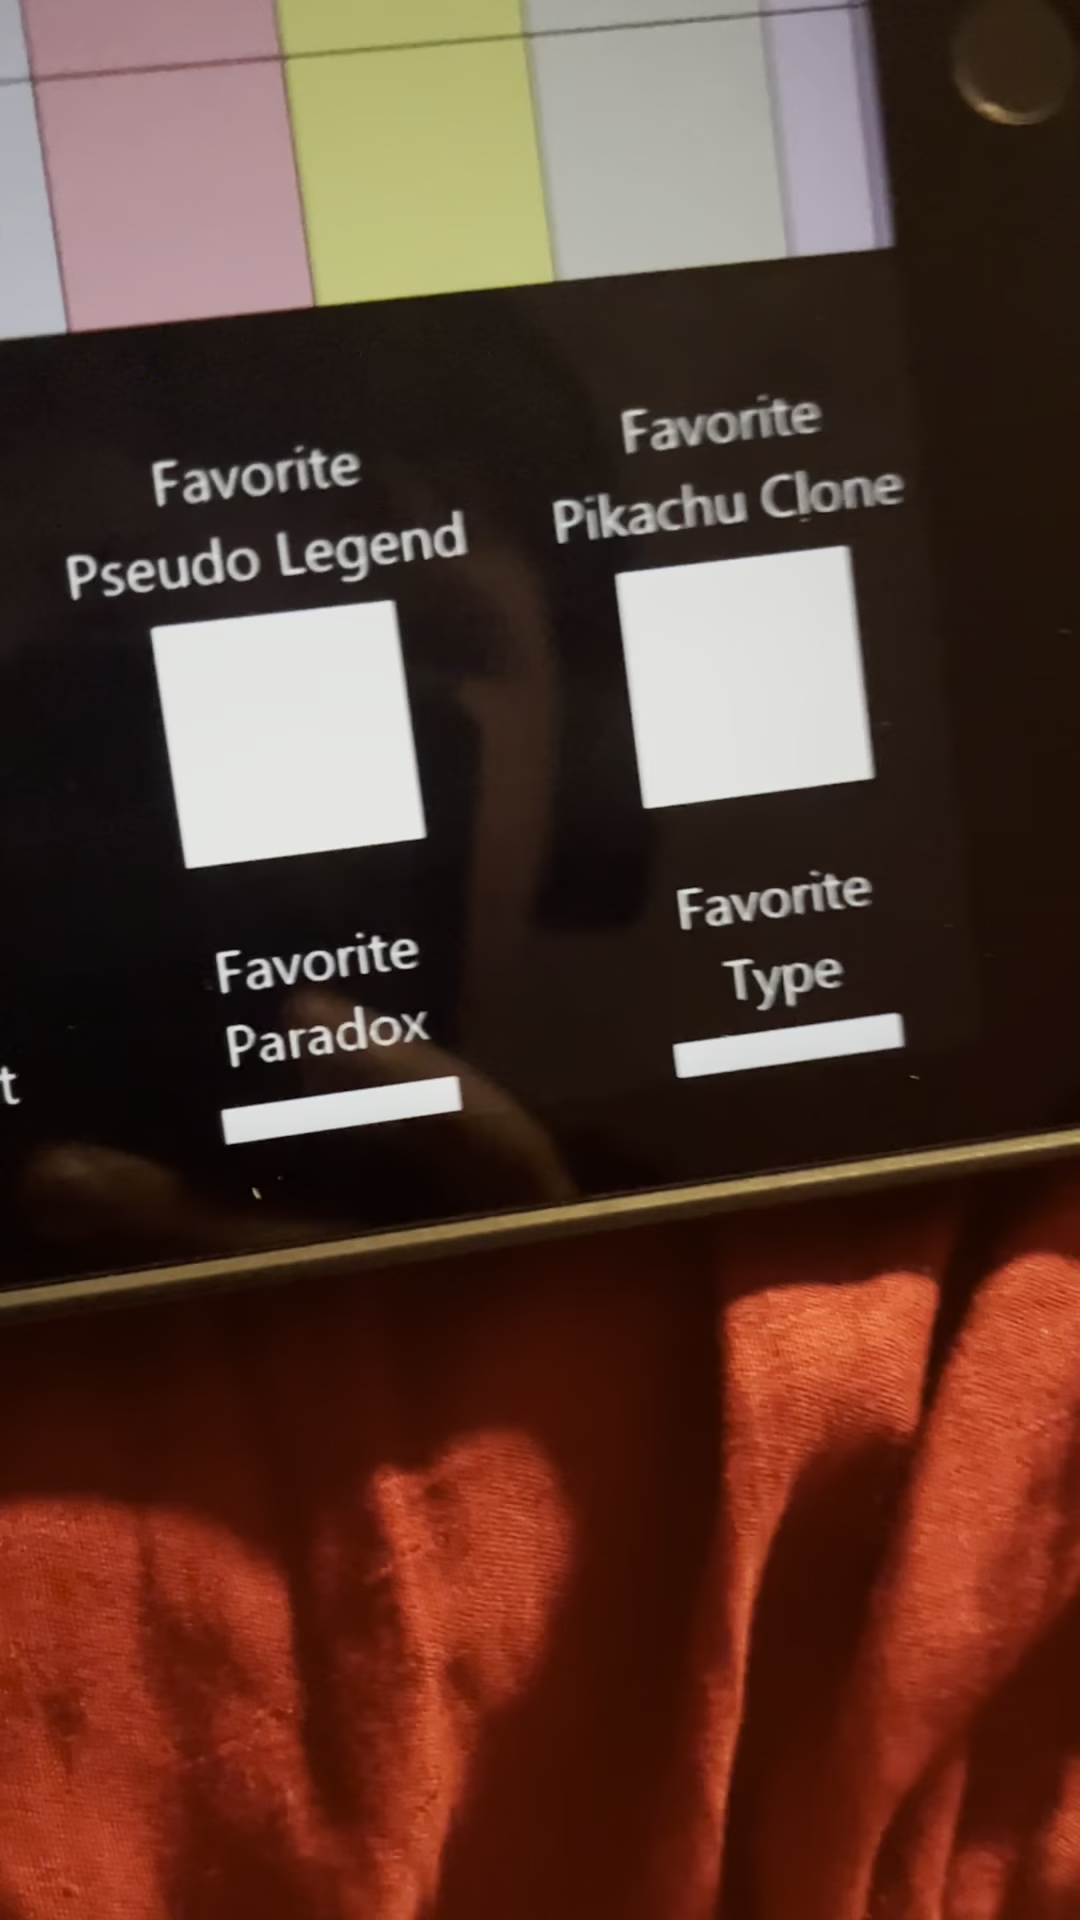 Favorite
Pseudo Legend
Favorite
Pikachu Clone
Favorite
Paradox
Favorite
Type
t